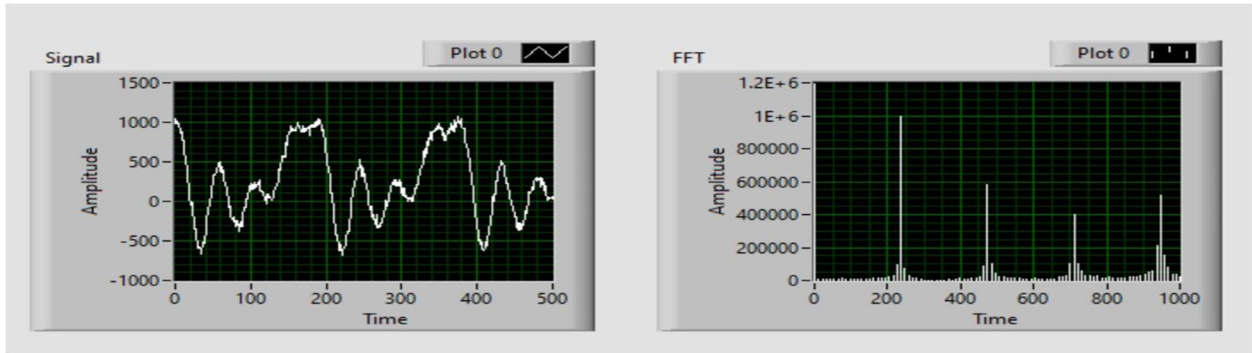 Signal
Plot 0
1500
1000
500
0
-500
-1000
Amplitude
0 100 200 300 400 500
Time
FFT
Plot 0
1.2E+6
1E+6
800000
600000
400000
200000
0
Amplitude
0 200 400 600 800 1000
Time